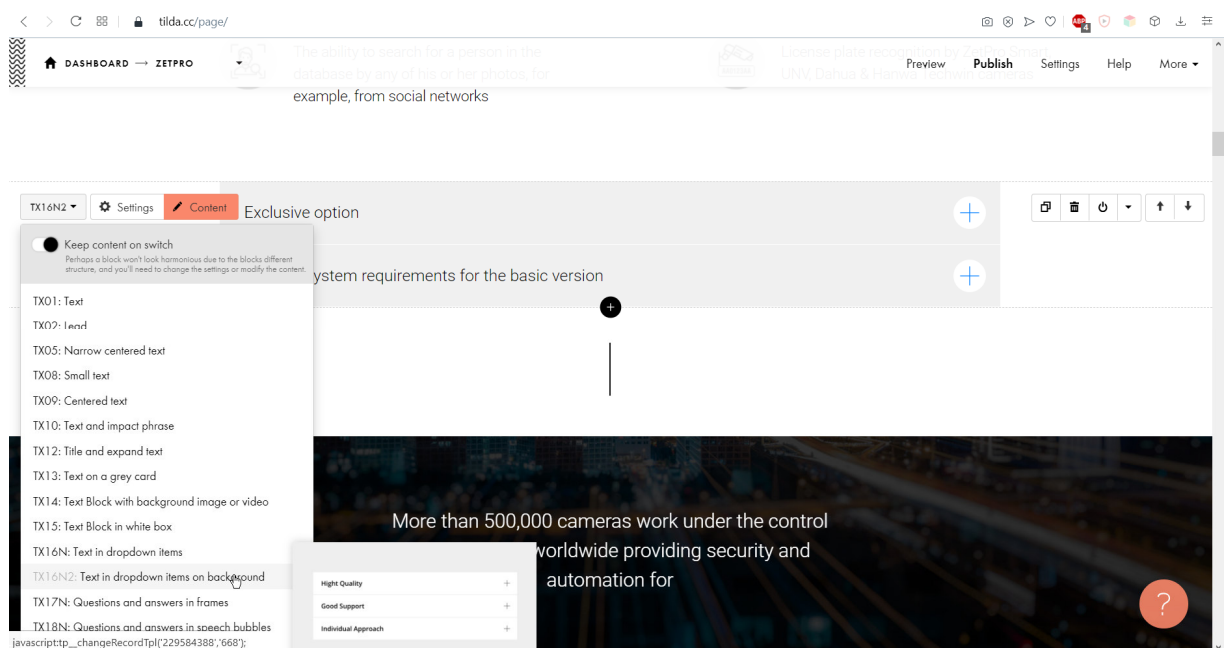 tilda.cc/page/
ABP
4
DASHBOARD → ZETPRO
Preview
Publish
Settings
Help
More
The ability to search for a person in the
database by any of his or her photos, for
example, from social networks
License plate recognition by ZetPro Smart,
UNV, Dahua & Hanwa Techwin cameras
TX16N2
Settings
Content
Exclusive option
ystem requirements for the basic version
Keep content on switch
Perhaps a block won't look harmonious due to the blocks different
structure, and you'll need to change the settings or modify the content.
TX01: Text
TX02: Lead
TX05: Narrow centered text
TX08: Small text
TX09: Centered text
TX10: Text and impact phrase
TX12: Title and expand text
TX13: Text on a grey card
TX14: Text Block with background image or video
TX15: Text Block in white box
TX16N: Text in dropdown items
TX16N2: Text in dropdown items on background
TX17N: Questions and answers in frames
TX18N: Questions and answers in speech bubbles
javascript:tp__changeRecordTpl('229584388','668');
Hight Quality
Good Support
Individual Approach
More than 500,000 cameras work under the control
worldwide providing security and
automation for
?